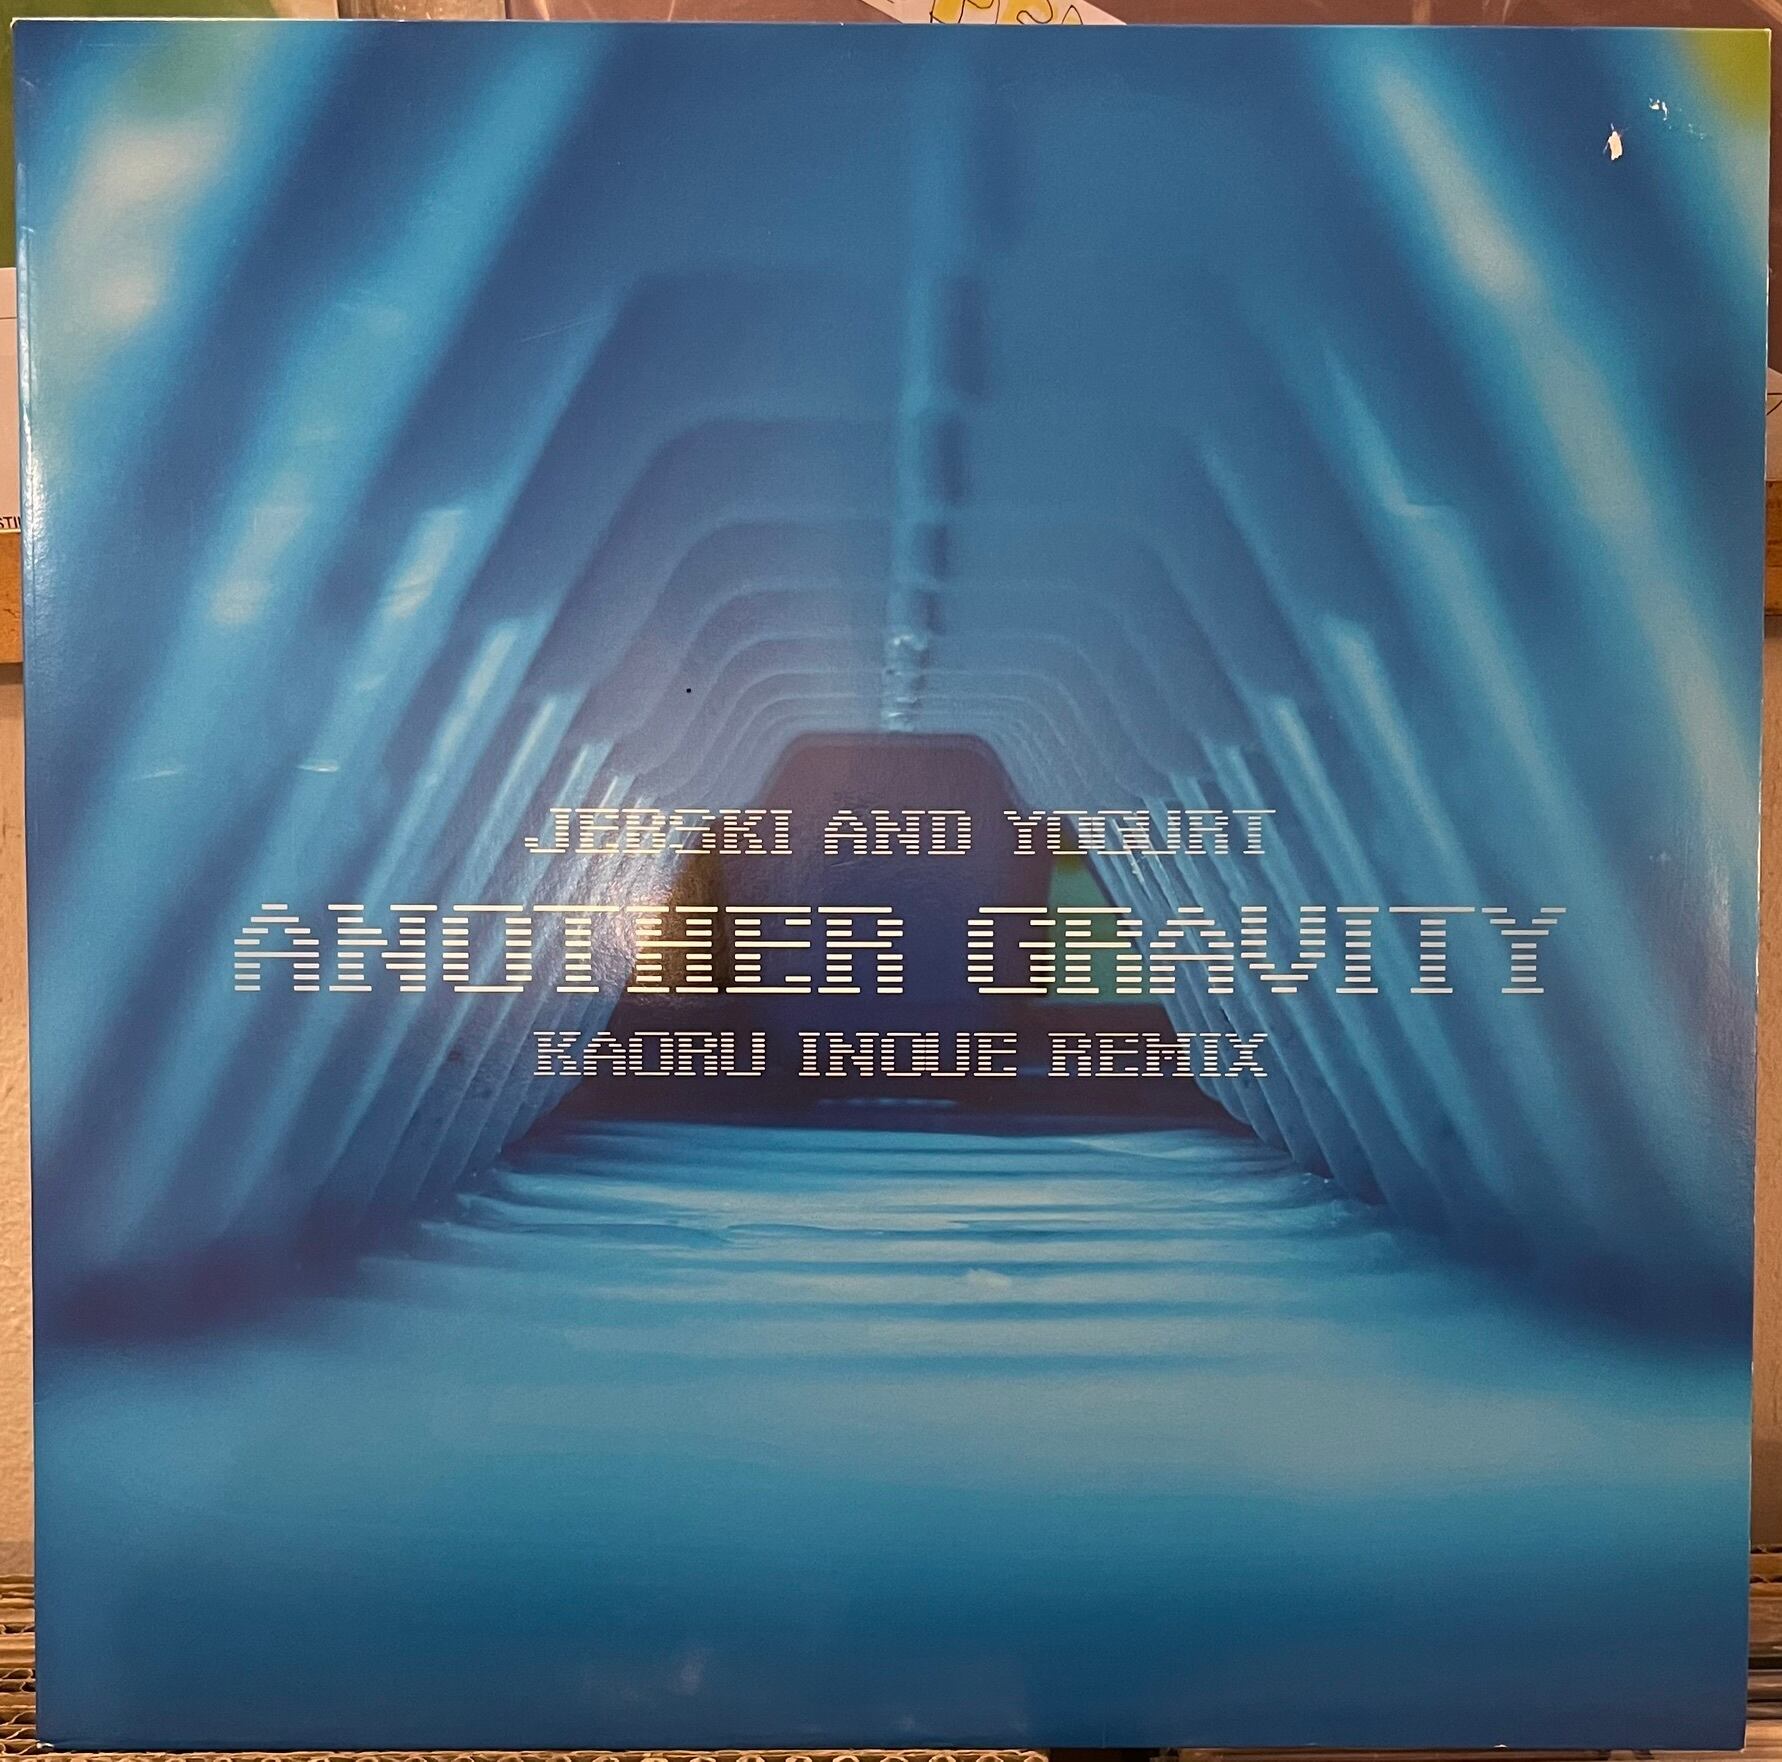 JEBSKI AND YOGURT
ANOTHER GRAVITY
KAORU INOUE REMIX